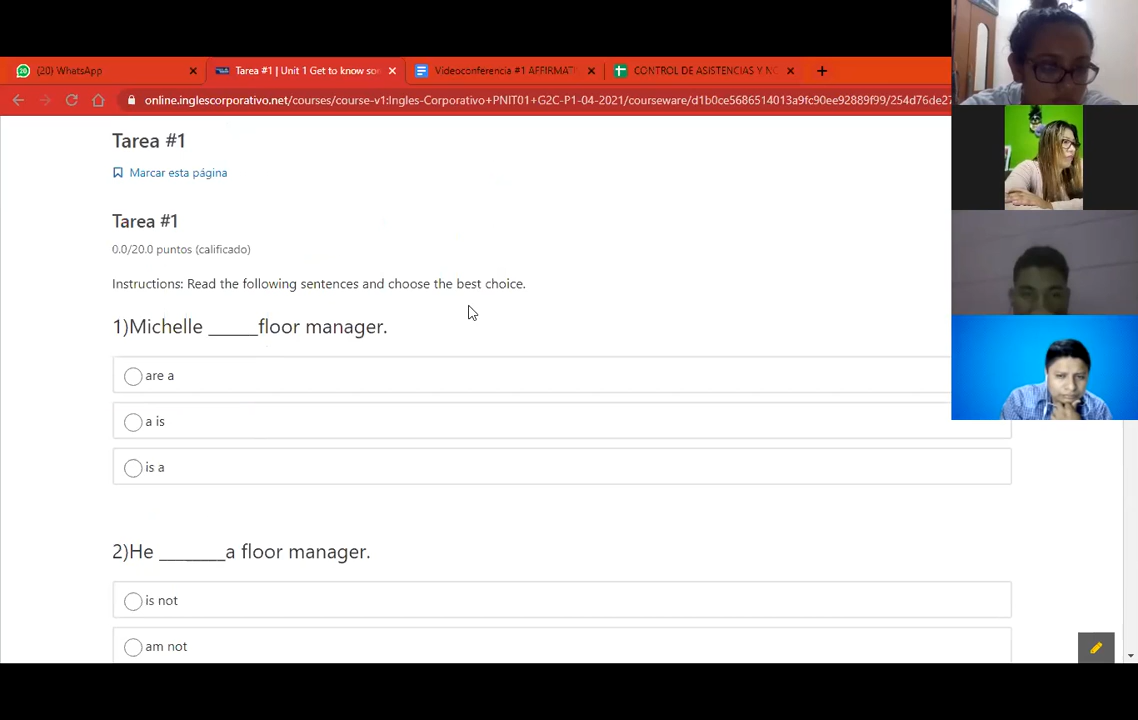 (20) WhatsApp
Tarea #1 | Unit 1 Get to know so
Videoconferencia #1 AFFIRMATI
CONTROL DE ASISTENCIAS Y NO
online.inglescorporativo.net/courses/course-v1:Ingles-Corporativo+PNIT01+G2C-P1-04-2021/courseware/d1b0ce5686514013a9fc90ee92889f99/254d76de27
Tarea #1
Marcar esta página
Tarea #1
0.0/20.0 puntos (calificado)
Instructions: Read the following sentences and choose the best choice.
1)Michelle ______floor manager.
are a
a is
is a
2)He ________a floor manager.
is not
am not